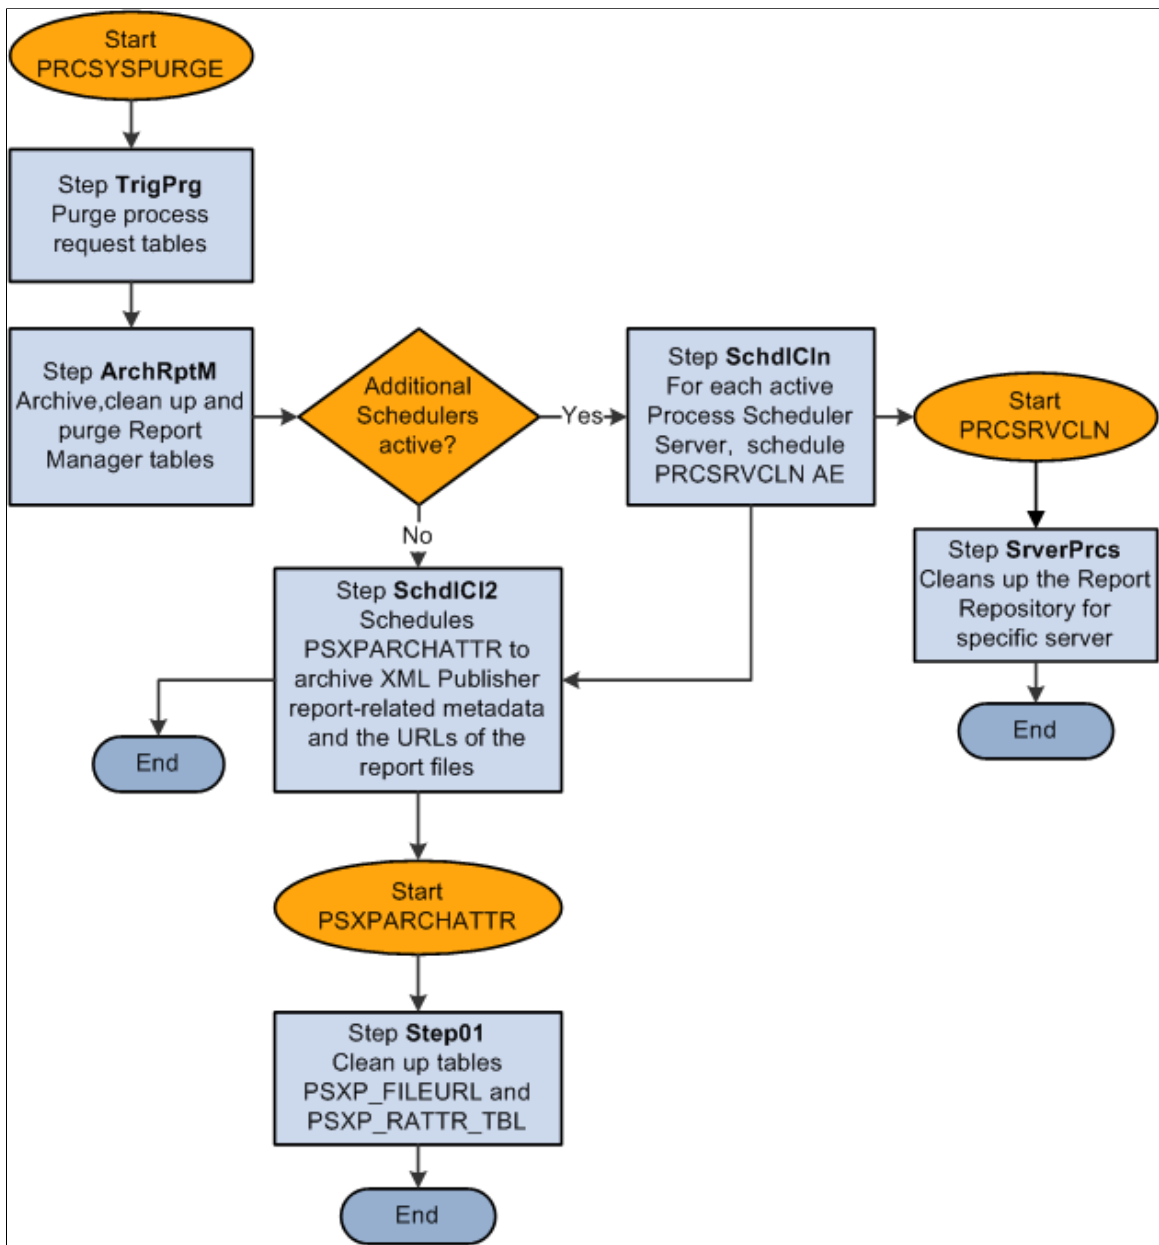 Start
PRCSYSPURGE
Step TrigPrg
Purge process
request tables
Step ArchRptM
Archive,clean up and
purge Report
Manager tables
Additional
Schedulers
active?
Yes
No
Step SchdlCln
For each active
Process Scheduler
Server, schedule
PRCSRVCLN AE
Start
PRCSRVCLN
Step SrverPrcs
Cleans up the Report
Repository for
specific server
End
Step SchdlCl2
Schedules
PSXPARCHATTR to
archive XML Publisher
report-related metadata
and the URLs of the
report files
End
Start
PSXPARCHATTR
Step Step01
Clean up tables
PSXP_FILEURL and
PSXP_RATTR_TBL
End